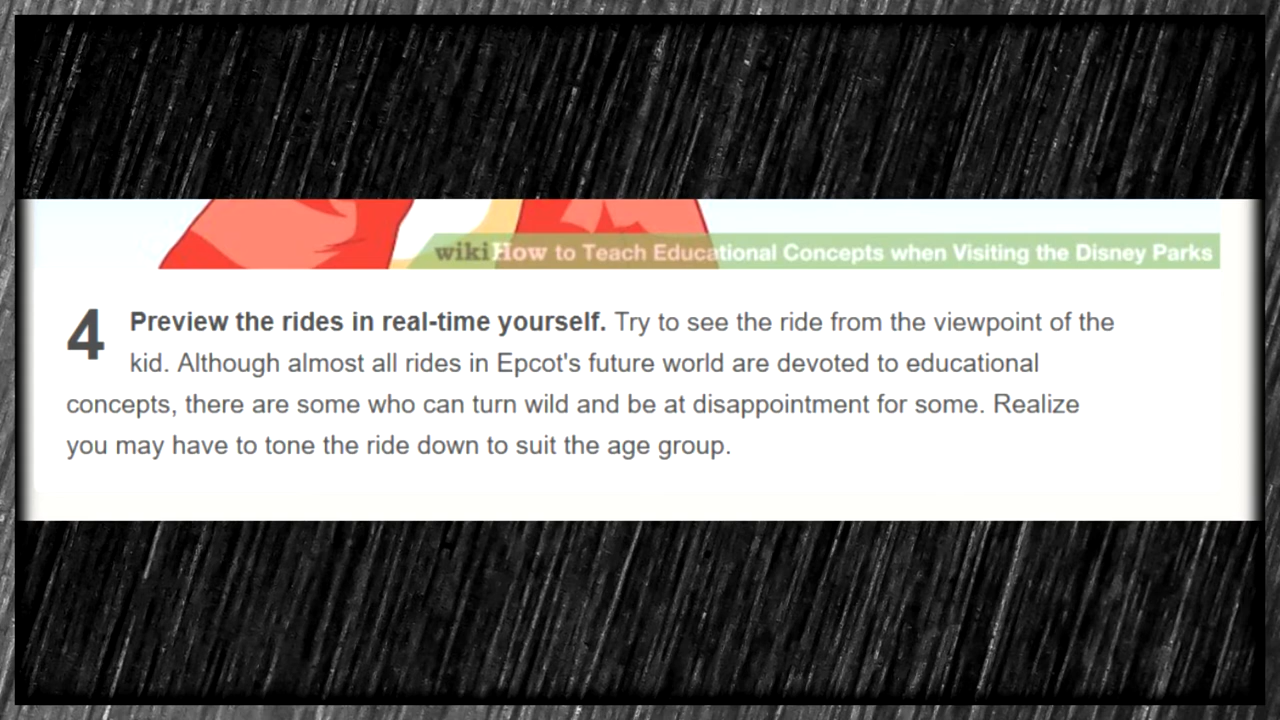 wikiHow to Teach Educational Concepts when Visiting the Disney Parks
4 Preview the rides in real-time yourself. Try to see the ride from the viewpoint of the
kid. Although almost all rides in Epcot's future world are devoted to educational
concepts, there are some who can turn wild and be at disappointment for some. Realize
you may have to tone the ride down to suit the age group.